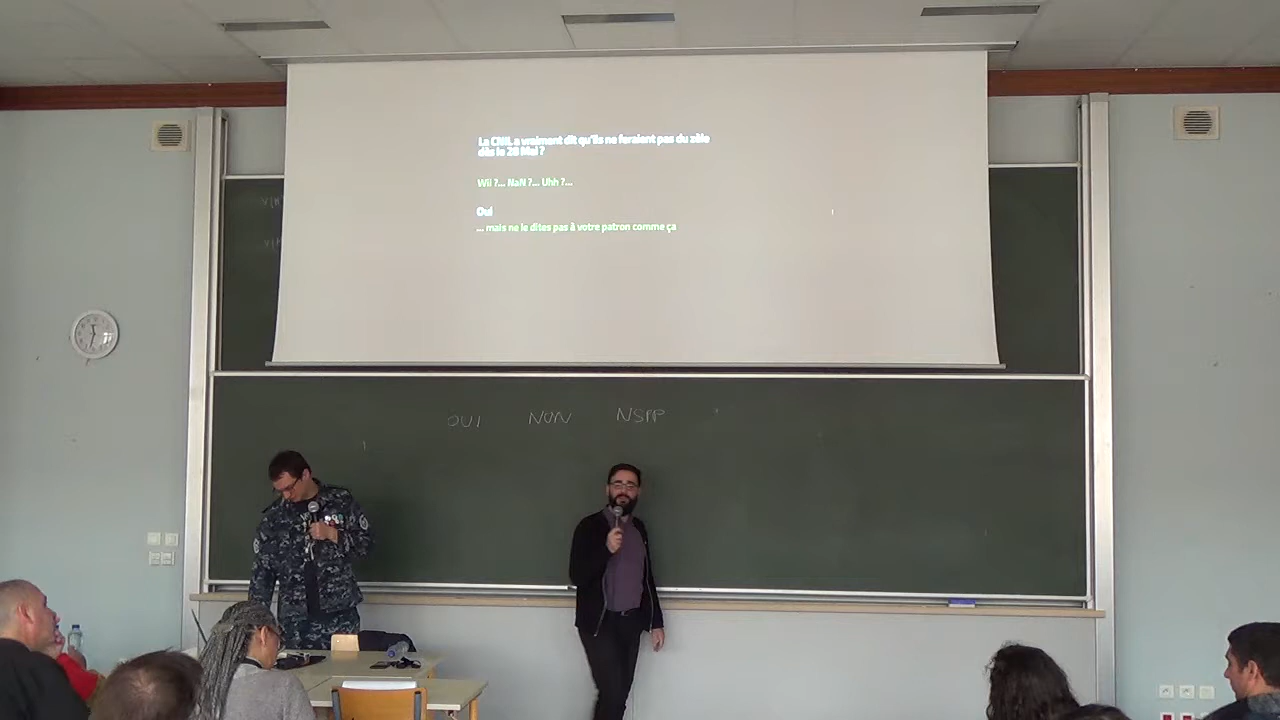 La CNIL a vraiment dit qu'ils ne feraient pas du zèle
dès le 28 Mai ?
Wii ?... NaN ?... Uhh ?...
Oui
... mais ne le dites pas à votre patron comme ça
OUI NON NSPP